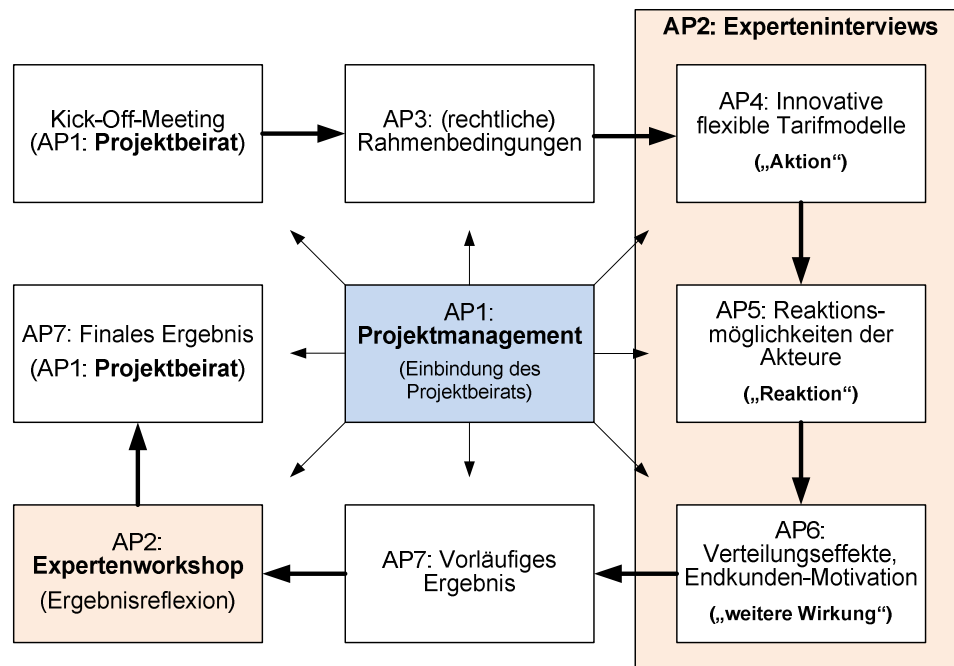 AP2: Experteninterviews
Kick-Off-Meeting
(AP1: Projektbeirat)
AP3: (rechtliche)
Rahmenbedingungen
AP4: Innovative
flexible Tarifmodelle
(„Aktion“)
AP7: Finales Ergebnis
(AP1: Projektbeirat)
AP1:
Projektmanagement
(Einbindung des
Projektbeirats)
AP5: Reaktions-
möglichkeiten der
Akteure
(„Reaktion“)
AP2:
Expertenworkshop
(Ergebnisreflexion)
AP7: Vorläufiges
Ergebnis
AP6:
Verteilungseffekte,
Endkunden-Motivation
(„weitere Wirkung“)